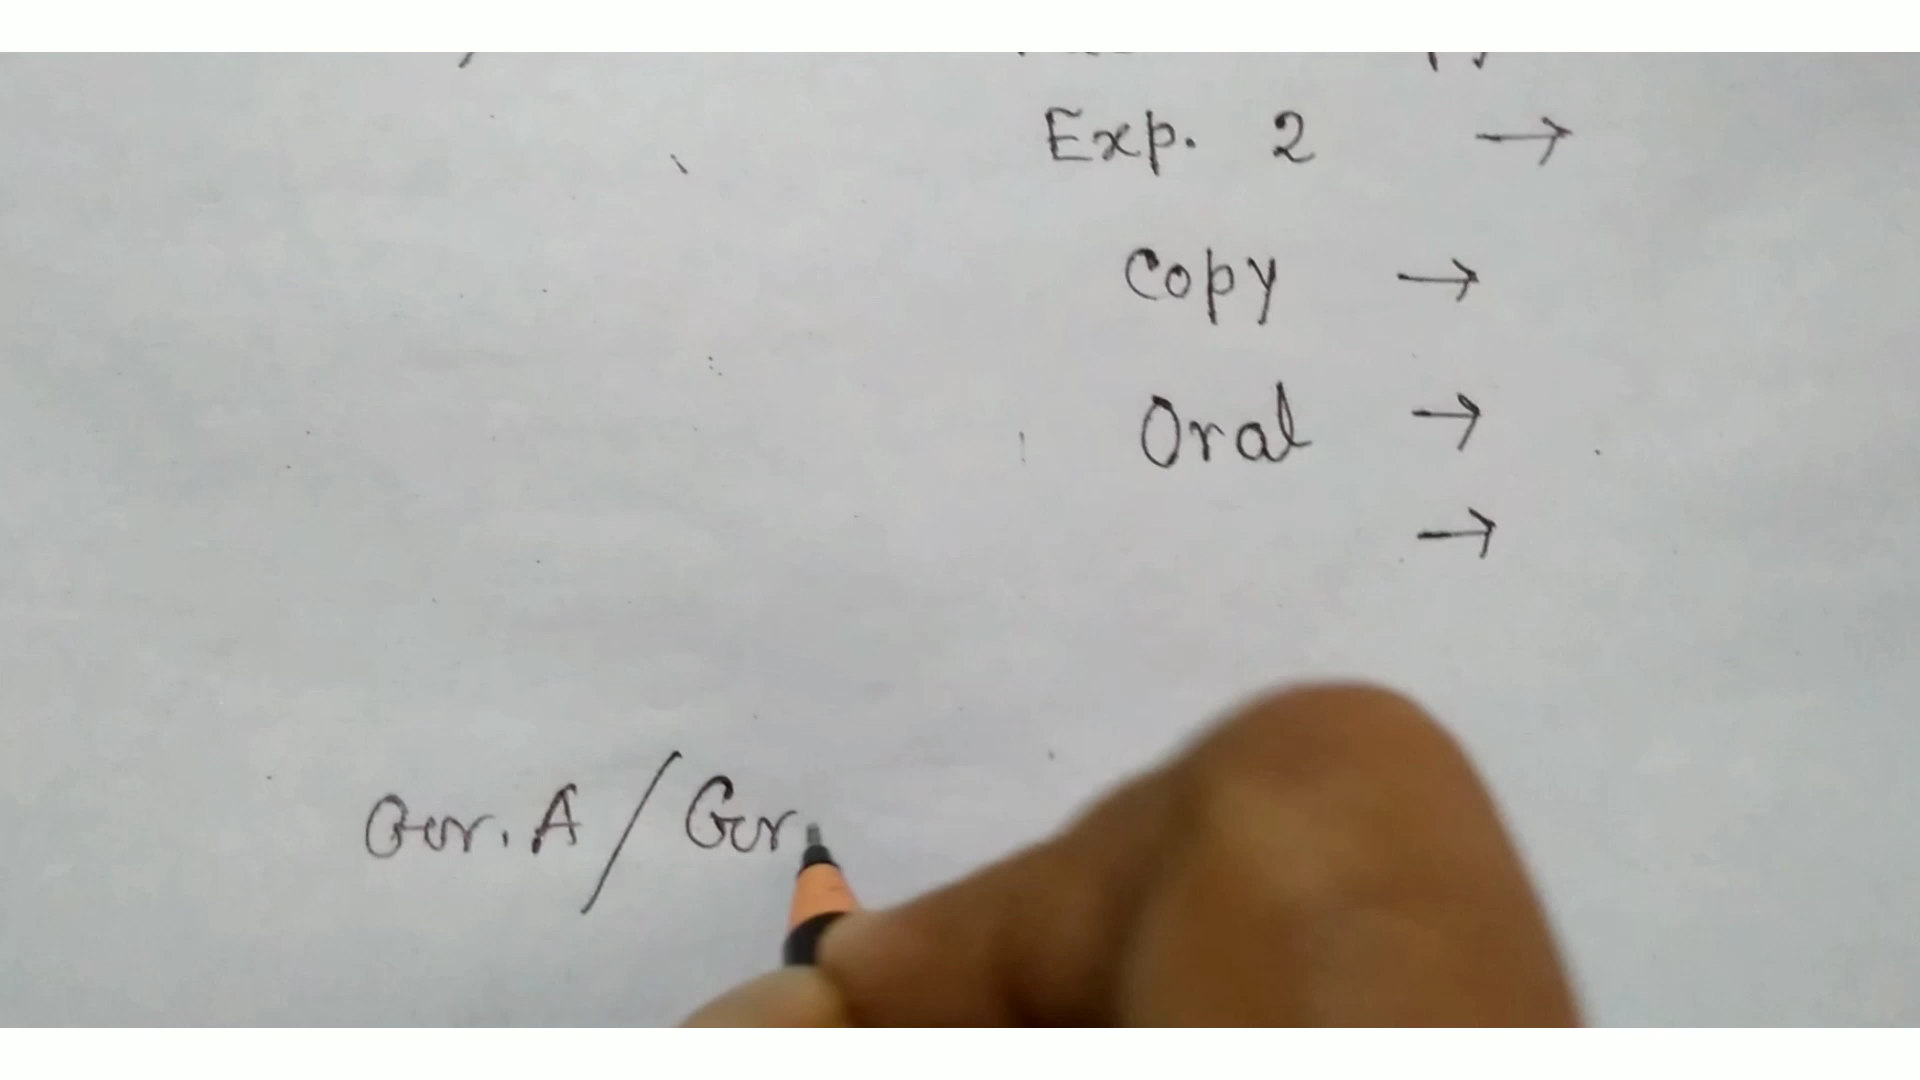 Exp. 2 →
Copy →
Oral →
→
Gr. A / Gr